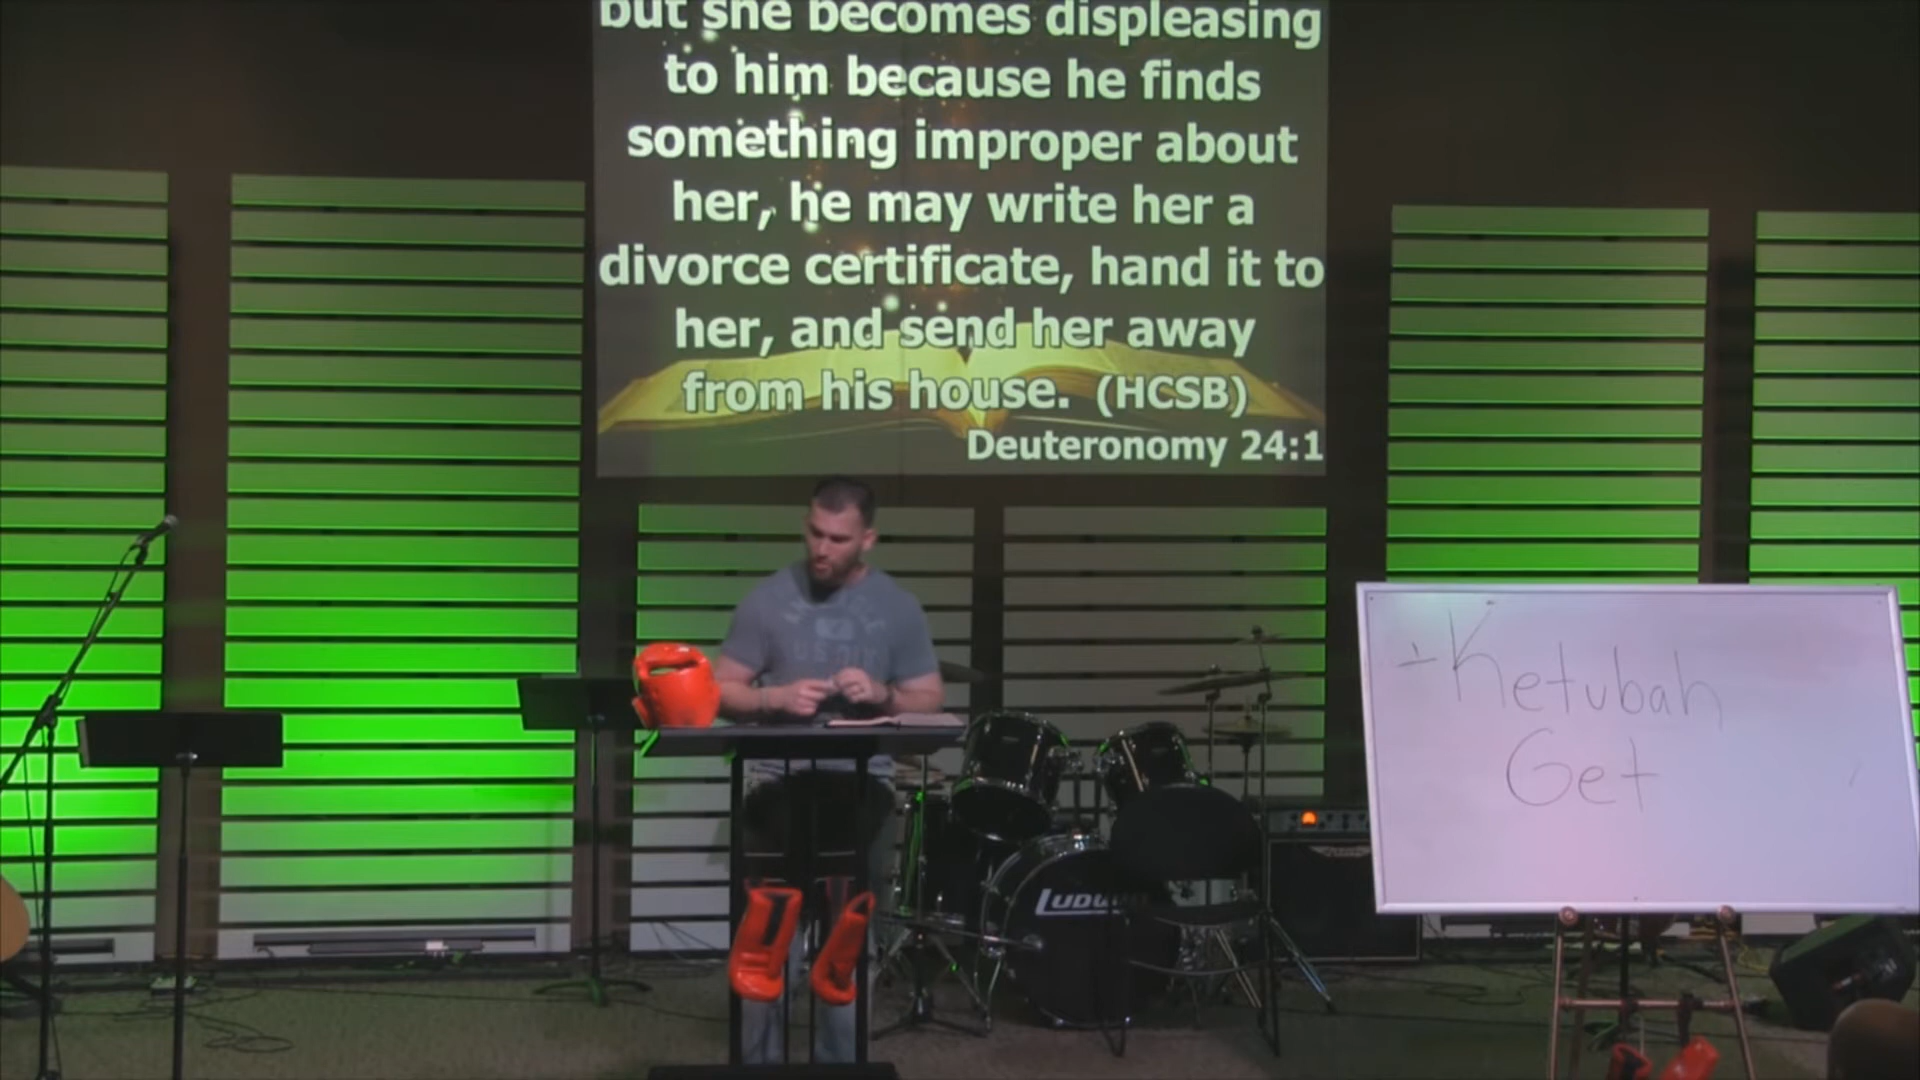 but she becomes displeasing
to him because he finds
something improper about
her, he may write her a
divorce certificate, hand it to
her, and send her away
from his house. (HCSB)
Deuteronomy 24:1
-Ketubah
Get